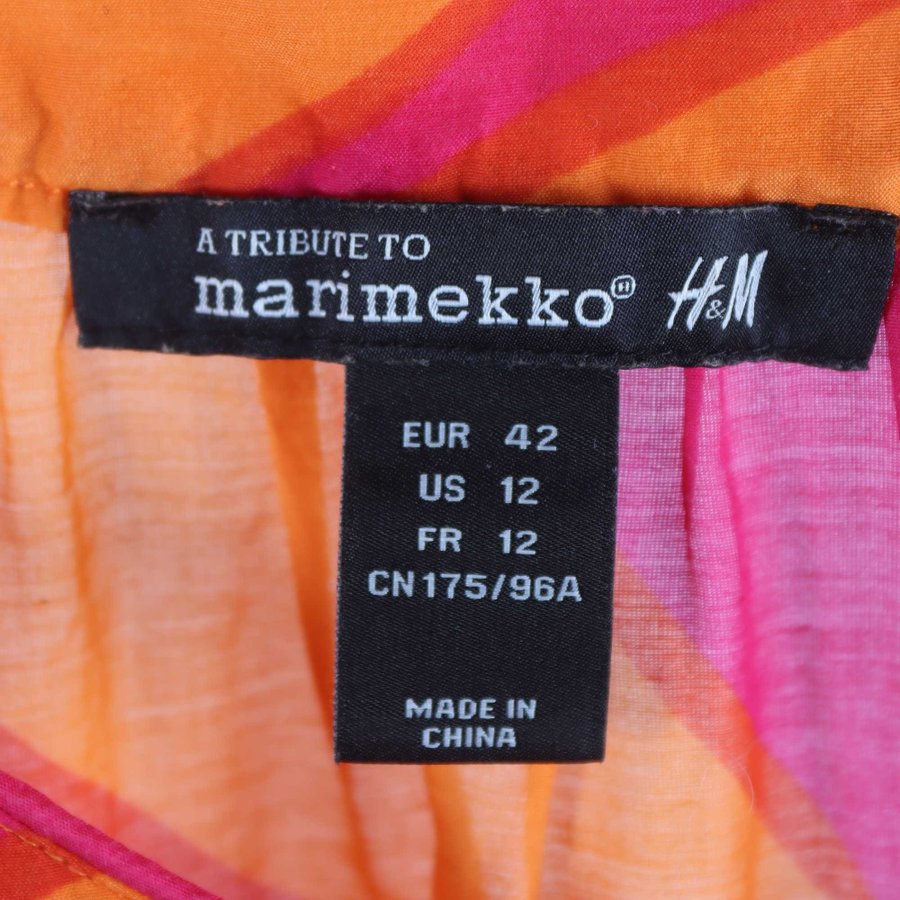 A TRIBUTE TO
marimekko® H&M
EUR 42
US 12
FR 12
CN 175/96A
MADE IN
CHINA